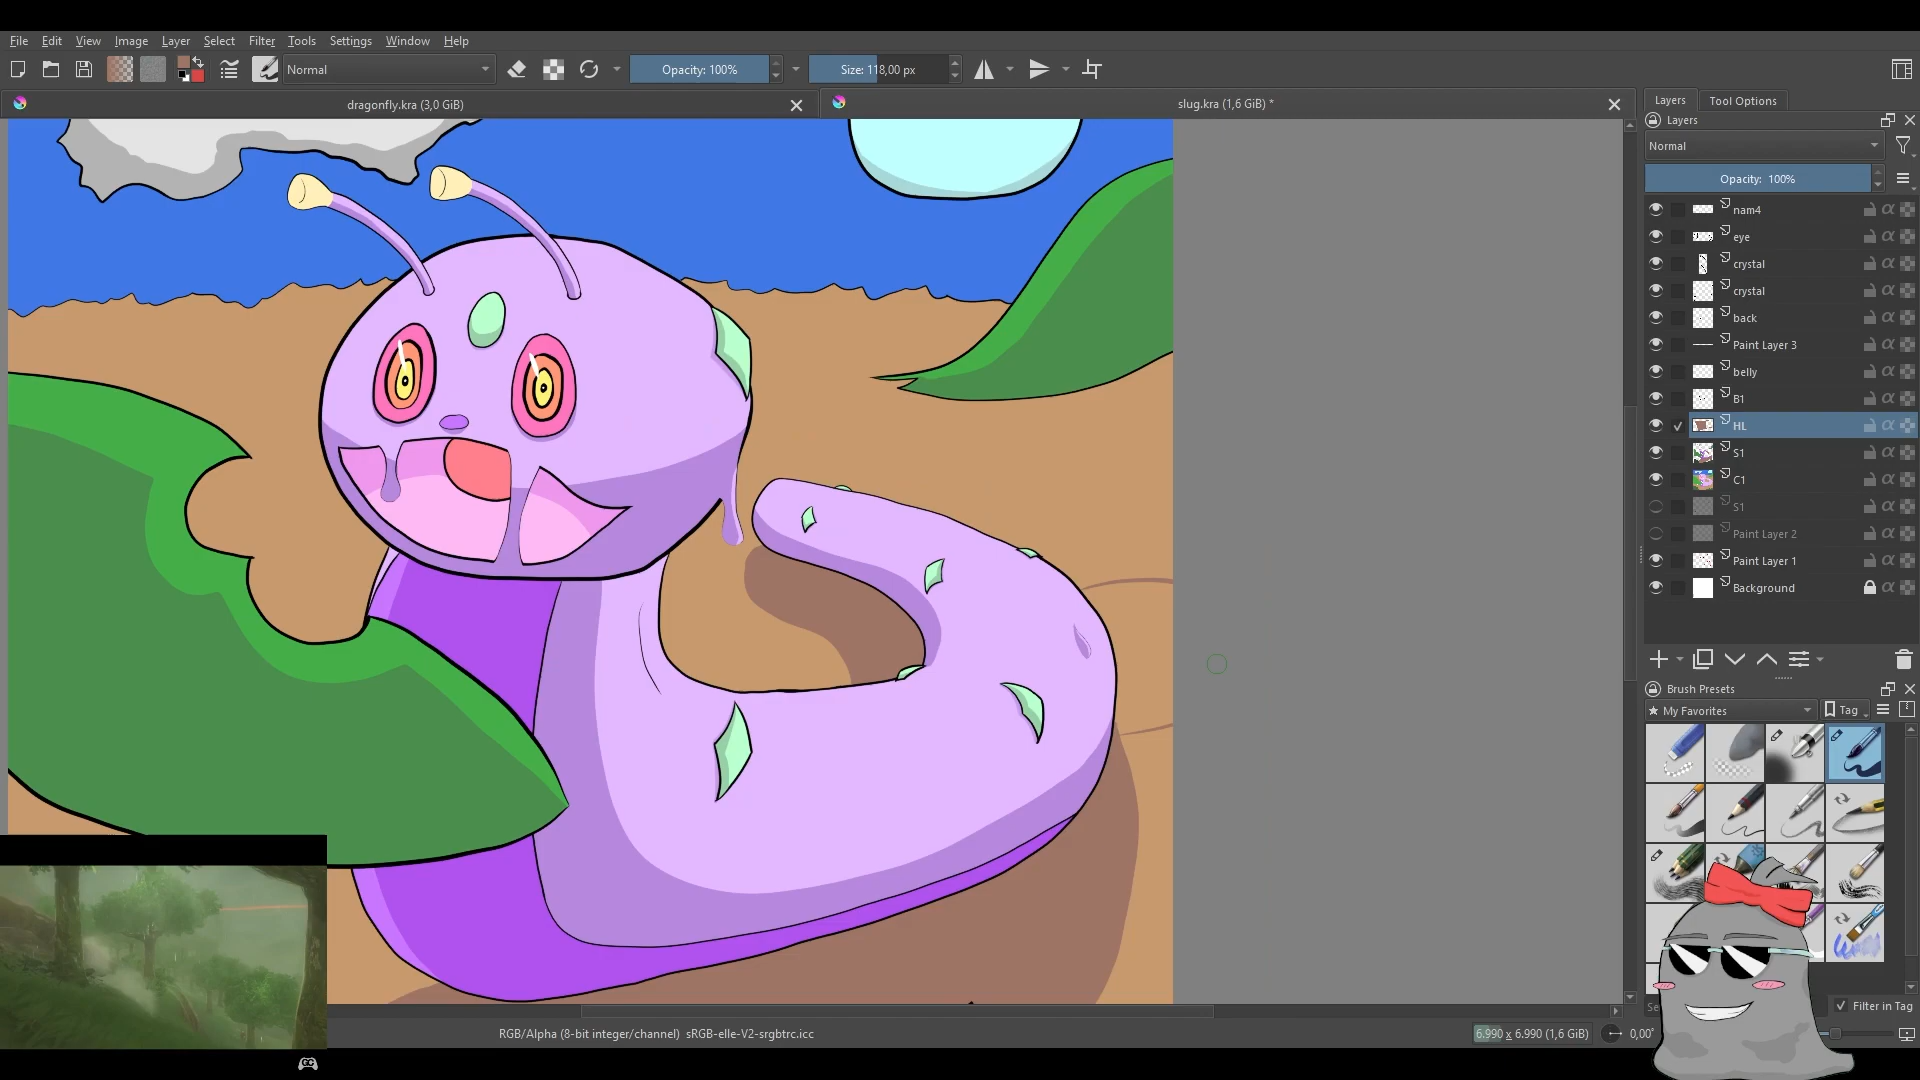 File Edit View Image Layer Select Filter Tools Settings Window Help
Normal
Opacity: 100%
Size: 118,00 px
dragonfly.kra (3,0 GiB)
slug.kra (1,6 GiB) *
Layers
Tool Options
Layers
Normal
Opacity: 100%
nam4
eye
crystal
crystal
back
Paint Layer 3
belly
B1
HL
S1
C1
S1
Paint Layer 2
Paint Layer 1
Background
Brush Presets
★ My Favorites
Tag
Filter in Tag
RGB/Alpha (8-bit integer/channel) sRGB-elle-V2-srgbtrc.icc
6.990 x 6.990 (1,6 GiB)
0,00°